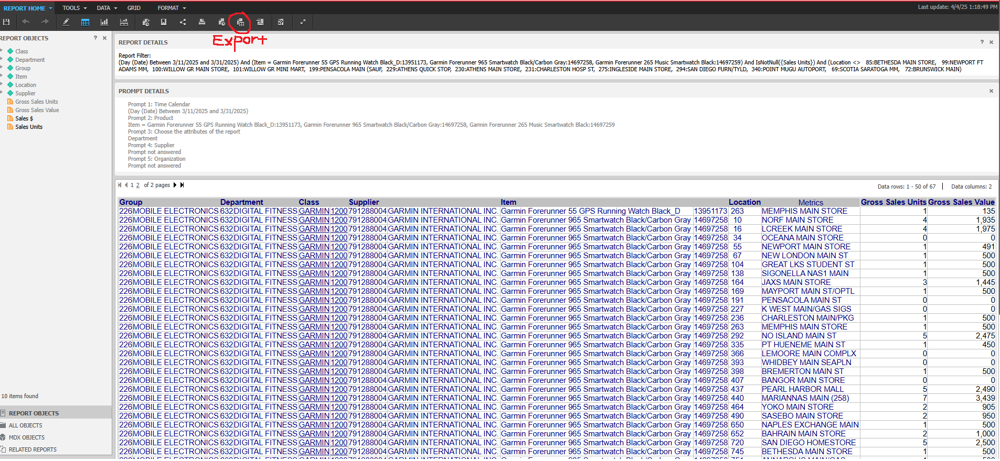 REPORT HOME TOOLS DATA GRID FORMAT Last update: 4/4/25 1:18:49 PM
Export
REPORT OBJECTS ? ×
Class
Department
Group
Item
Location
Supplier
Gross Sales Units
Gross Sales Value
Sales $
Sales Units
10 items found
REPORT OBJECTS
ALL OBJECTS
MDX OBJECTS
RELATED REPORTS
REPORT DETAILS ? ×
Report Filter:
(Day (Date) Between 3/11/2025 and 3/31/2025) And (Item = Garmin Forerunner 55 GPS Running Watch Black_D:13951173, Garmin Forerunner 965 Smartwatch Black/Carbon Gray:14697258, Garmin Forerunner 265 Music Smartwatch Black:14697259) And IsNotNull({Sales Units}) And (Location <> 85:BETHESDA MAIN STORE, 99:NEWPORT FT
ADAMS MM, 100:WILLOW GR MAIN STORE, 101:WILLOW GR MINI MART, 199:PENSACOLA MAIN (SAUF, 229:ATHENS QUICK STOP, 230:ATHENS MAIN STORE, 231:CHARLESTON HOSP ST, 275:INGLESIDE MAIN STORE, 294:SAN DIEGO FURN/TYLD, 340:POINT MUGU AUTOPORT, 69:SCOTIA SARATOGA MM, 72:BRUNSWICK MAIN)
PROMPT DETAILS ×
Prompt 1: Time Calendar
(Day (Date) Between 3/11/2025 and 3/31/2025)
Prompt 2: Product
Item = Garmin Forerunner 55 GPS Running Watch Black_D:13951173, Garmin Forerunner 965 Smartwatch Black/Carbon Gray:14697258, Garmin Forerunner 265 Music Smartwatch Black:14697259
Prompt 3: Choose the attributes of the report
Department
Prompt 4: Supplier
Prompt not answered
Prompt 5: Organization
Prompt not answered
1 2 of 2 pages Data rows: 1 - 50 of 67 | Data columns: 2
Group Department Class Supplier Item Location Metrics Gross Sales Units Gross Sales Value
226 MOBILE ELECTRONICS 632 DIGITAL FITNESS GARMIN 1200 791288004 GARMIN INTERNATIONAL INC. Garmin Forerunner 55 GPS Running Watch Black_D 13951173 263 MEMPHIS MAIN STORE 1 135
226 MOBILE ELECTRONICS 632 DIGITAL FITNESS GARMIN 1200 791288004 GARMIN INTERNATIONAL INC. Garmin Forerunner 965 Smartwatch Black/Carbon Gray 14697258 10 NORF MAIN STORE 4 1,935
226 MOBILE ELECTRONICS 632 DIGITAL FITNESS GARMIN 1200 791288004 GARMIN INTERNATIONAL INC. Garmin Forerunner 965 Smartwatch Black/Carbon Gray 14697258 16 LCREEK MAIN STORE 4 1,975
226 MOBILE ELECTRONICS 632 DIGITAL FITNESS GARMIN 1200 791288004 GARMIN INTERNATIONAL INC. Garmin Forerunner 965 Smartwatch Black/Carbon Gray 14697258 34 OCEANA MAIN STORE 0 0
226 MOBILE ELECTRONICS 632 DIGITAL FITNESS GARMIN 1200 791288004 GARMIN INTERNATIONAL INC. Garmin Forerunner 965 Smartwatch Black/Carbon Gray 14697258 55 NEWPORT MAIN STORE 1 491
226 MOBILE ELECTRONICS 632 DIGITAL FITNESS GARMIN 1200 791288004 GARMIN INTERNATIONAL INC. Garmin Forerunner 965 Smartwatch Black/Carbon Gray 14697258 67 NEW LONDON MAIN ST 1 500
226 MOBILE ELECTRONICS 632 DIGITAL FITNESS GARMIN 1200 791288004 GARMIN INTERNATIONAL INC. Garmin Forerunner 965 Smartwatch Black/Carbon Gray 14697258 104 GREAT LKS STUDENT ST 1 500
226 MOBILE ELECTRONICS 632 DIGITAL FITNESS GARMIN 1200 791288004 GARMIN INTERNATIONAL INC. Garmin Forerunner 965 Smartwatch Black/Carbon Gray 14697258 138 SIGONELLA NAS1 MAIN 1 500
226 MOBILE ELECTRONICS 632 DIGITAL FITNESS GARMIN 1200 791288004 GARMIN INTERNATIONAL INC. Garmin Forerunner 965 Smartwatch Black/Carbon Gray 14697258 164 JAXS MAIN STORE 3 1,445
226 MOBILE ELECTRONICS 632 DIGITAL FITNESS GARMIN 1200 791288004 GARMIN INTERNATIONAL INC. Garmin Forerunner 965 Smartwatch Black/Carbon Gray 14697258 169 MAYPORT MAIN ST/OPTL 1 500
226 MOBILE ELECTRONICS 632 DIGITAL FITNESS GARMIN 1200 791288004 GARMIN INTERNATIONAL INC. Garmin Forerunner 965 Smartwatch Black/Carbon Gray 14697258 191 PENSACOLA MAIN ST 0 0
226 MOBILE ELECTRONICS 632 DIGITAL FITNESS GARMIN 1200 791288004 GARMIN INTERNATIONAL INC. Garmin Forerunner 965 Smartwatch Black/Carbon Gray 14697258 227 K WEST MAIN/GAS SIGS 0 0
226 MOBILE ELECTRONICS 632 DIGITAL FITNESS GARMIN 1200 791288004 GARMIN INTERNATIONAL INC. Garmin Forerunner 965 Smartwatch Black/Carbon Gray 14697258 236 CHARLESTON MAIN/PKG 1 500
226 MOBILE ELECTRONICS 632 DIGITAL FITNESS GARMIN 1200 791288004 GARMIN INTERNATIONAL INC. Garmin Forerunner 965 Smartwatch Black/Carbon Gray 14697258 263 MEMPHIS MAIN STORE 1 500
226 MOBILE ELECTRONICS 632 DIGITAL FITNESS GARMIN 1200 791288004 GARMIN INTERNATIONAL INC. Garmin Forerunner 965 Smartwatch Black/Carbon Gray 14697258 292 NO ISLAND MAIN ST 5 2,475
226 MOBILE ELECTRONICS 632 DIGITAL FITNESS GARMIN 1200 791288004 GARMIN INTERNATIONAL INC. Garmin Forerunner 965 Smartwatch Black/Carbon Gray 14697258 335 PT HUENEME MAIN ST 1 450
226 MOBILE ELECTRONICS 632 DIGITAL FITNESS GARMIN 1200 791288004 GARMIN INTERNATIONAL INC. Garmin Forerunner 965 Smartwatch Black/Carbon Gray 14697258 366 LEMOORE MAIN COMPLX 0 0
226 MOBILE ELECTRONICS 632 DIGITAL FITNESS GARMIN 1200 791288004 GARMIN INTERNATIONAL INC. Garmin Forerunner 965 Smartwatch Black/Carbon Gray 14697258 393 WHIDBEY MAIN SEAPLN 0 0
226 MOBILE ELECTRONICS 632 DIGITAL FITNESS GARMIN 1200 791288004 GARMIN INTERNATIONAL INC. Garmin Forerunner 965 Smartwatch Black/Carbon Gray 14697258 398 BREMERTON MAIN ST 1 500
226 MOBILE ELECTRONICS 632 DIGITAL FITNESS GARMIN 1200 791288004 GARMIN INTERNATIONAL INC. Garmin Forerunner 965 Smartwatch Black/Carbon Gray 14697258 407 BANGOR MAIN STORE 0 0
226 MOBILE ELECTRONICS 632 DIGITAL FITNESS GARMIN 1200 791288004 GARMIN INTERNATIONAL INC. Garmin Forerunner 965 Smartwatch Black/Carbon Gray 14697258 437 PEARL HARBOR MALL 5 2,490
226 MOBILE ELECTRONICS 632 DIGITAL FITNESS GARMIN 1200 791288004 GARMIN INTERNATIONAL INC. Garmin Forerunner 965 Smartwatch Black/Carbon Gray 14697258 440 MARIANNAS MAIN (258) 7 3,439
226 MOBILE ELECTRONICS 632 DIGITAL FITNESS GARMIN 1200 791288004 GARMIN INTERNATIONAL INC. Garmin Forerunner 965 Smartwatch Black/Carbon Gray 14697258 464 YOKO MAIN STORE 2 905
226 MOBILE ELECTRONICS 632 DIGITAL FITNESS GARMIN 1200 791288004 GARMIN INTERNATIONAL INC. Garmin Forerunner 965 Smartwatch Black/Carbon Gray 14697258 490 SASEBO MAIN STORE 2 950
226 MOBILE ELECTRONICS 632 DIGITAL FITNESS GARMIN 1200 791288004 GARMIN INTERNATIONAL INC. Garmin Forerunner 965 Smartwatch Black/Carbon Gray 14697258 650 NAPLES EXCHANGE MAIN 1 500
226 MOBILE ELECTRONICS 632 DIGITAL FITNESS GARMIN 1200 791288004 GARMIN INTERNATIONAL INC. Garmin Forerunner 965 Smartwatch Black/Carbon Gray 14697258 652 BAHRAIN MAIN STORE 2 1,000
226 MOBILE ELECTRONICS 632 DIGITAL FITNESS GARMIN 1200 791288004 GARMIN INTERNATIONAL INC. Garmin Forerunner 965 Smartwatch Black/Carbon Gray 14697258 720 SAN DIEGO HOMESTORE 5 2,500
226 MOBILE ELECTRONICS 632 DIGITAL FITNESS GARMIN 1200 791288004 GARMIN INTERNATIONAL INC. Garmin Forerunner 965 Smartwatch Black/Carbon Gray 14697258 745 BETHESDA MAIN STORE 1 500